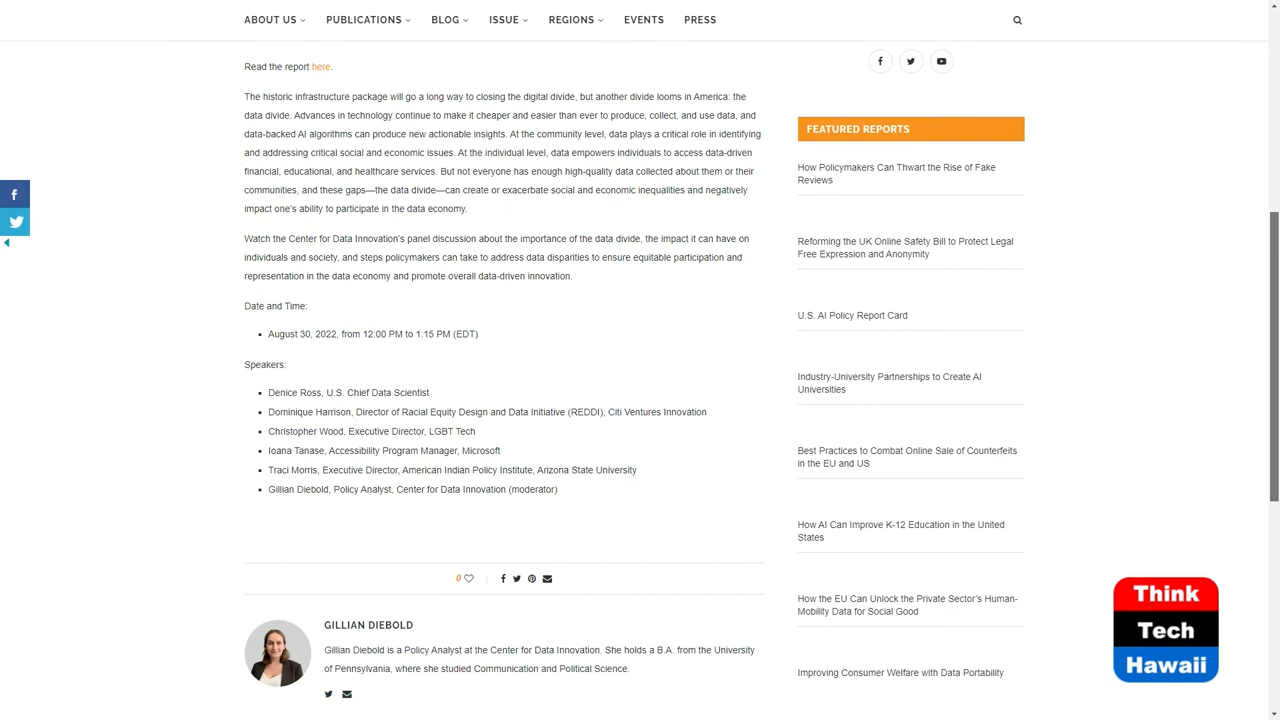 ABOUT US PUBLICATIONS BLOG ISSUE REGIONS EVENTS PRESS
Read the report here.
The historic infrastructure package will go a long way to closing the digital divide, but another divide looms in America: the
data divide. Advances in technology continue to make it cheaper and easier than ever to produce, collect, and use data, and
data-backed AI algorithms can produce new actionable insights. At the community level, data plays a critical role in identifying
and addressing critical social and economic issues. At the individual level, data empowers individuals to access data-driven
financial, educational, and healthcare services. But not everyone has enough high-quality data collected about them or their
communities, and these gaps—the data divide—can create or exacerbate social and economic inequalities and negatively
impact one's ability to participate in the data economy.
Watch the Center for Data Innovation's panel discussion about the importance of the data divide, the impact it can have on
individuals and society, and steps policymakers can take to address data disparities to ensure equitable participation and
representation in the data economy and promote overall data-driven innovation.
Date and Time:
August 30, 2022, from 12:00 PM to 1:15 PM (EDT)
Speakers:
Denice Ross, U.S. Chief Data Scientist
Dominique Harrison, Director of Racial Equity Design and Data Initiative (REDDI), Citi Ventures Innovation
Christopher Wood, Executive Director, LGBT Tech
Ioana Tanase, Accessibility Program Manager, Microsoft
Traci Morris, Executive Director, American Indian Policy Institute, Arizona State University
Gillian Diebold, Policy Analyst, Center for Data Innovation (moderator)
0
GILLIAN DIEBOLD
Gillian Diebold is a Policy Analyst at the Center for Data Innovation. She holds a B.A. from the University
of Pennsylvania, where she studied Communication and Political Science.
FEATURED REPORTS
How Policymakers Can Thwart the Rise of Fake
Reviews
Reforming the UK Online Safety Bill to Protect Legal
Free Expression and Anonymity
U.S. AI Policy Report Card
Industry-University Partnerships to Create AI
Universities
Best Practices to Combat Online Sale of Counterfeits
in the EU and US
How AI Can Improve K-12 Education in the United
States
How the EU Can Unlock the Private Sector's Human-
Mobility Data for Social Good
Improving Consumer Welfare with Data Portability
Think
Tech
Hawaii